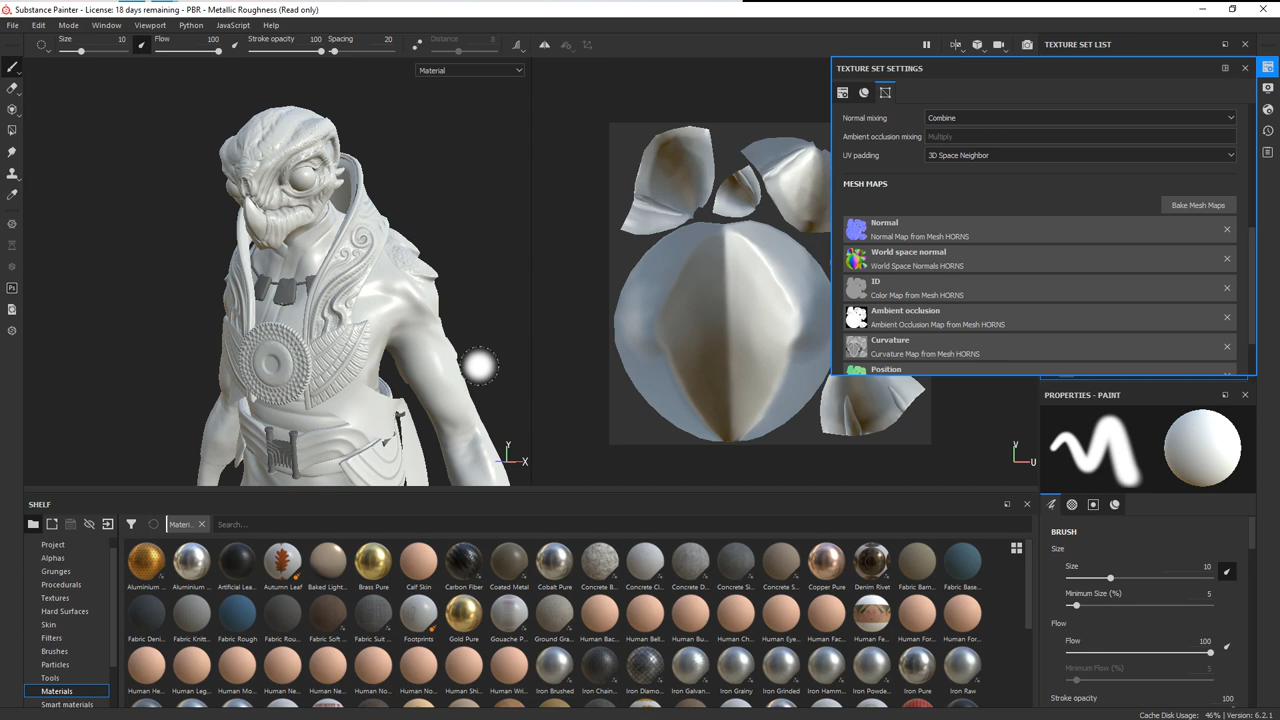 Substance Painter - License: 18 days remaining - PBR - Metallic Roughness (Read only)
File Edit Mode Window Viewport Python JavaScript Help
Size 10 Flow 100 Stroke opacity 100 Spacing 20 Distance 8
TEXTURE SET LIST
Material
TEXTURE SET SETTINGS
Normal mixing Combine
Ambient occlusion mixing Multiply
UV padding 3D Space Neighbor
MESH MAPS
Bake Mesh Maps
Normal
Normal Map from Mesh HORNS
World space normal
World Space Normals HORNS
ID
Color Map from Mesh HORNS
Ambient occlusion
Ambient Occlusion Map from Mesh HORNS
Curvature
Curvature Map from Mesh HORNS
Position
Y
X
V
U
PROPERTIES - PAINT
BRUSH
Size
Size 10
Minimum Size (%) 5
Flow
Flow 100
Minimum Flow (%) 5
Stroke opacity 100
SHELF
Materi... Search...
Project
Alphas
Grunges
Procedurals
Textures
Hard Surfaces
Skin
Filters
Brushes
Particles
Tools
Materials
Smart materials
Aluminium ... Aluminium ... Artificial Lea... Autumn Leaf Baked Light... Brass Pure Calf Skin Carbon Fiber Coated Metal Cobalt Pure Concrete B... Concrete Cl... Concrete D... Concrete Si... Concrete S... Copper Pure Denim Rivet Fabric Barn... Fabric Base...
Fabric Deni... Fabric Knitt... Fabric Rough Fabric Rou... Fabric Soft ... Fabric Suit ... Footprints Gold Pure Gouache P... Ground Gra... Human Bac... Human Bell... Human Bu... Human Ch... Human Eye... Human Fac... Human Fe... Human For... Human For...
Human He... Human Leg... Human Mo... Human Ne... Human Ne... Human No... Human No... Human Shi... Human Wri... Iron Brushed Iron Chain... Iron Diamo... Iron Galvan... Iron Grainy Iron Grinded Iron Hamm... Iron Powde... Iron Pure Iron Raw
Cache Disk Usage: 46% | Version: 6.2.1